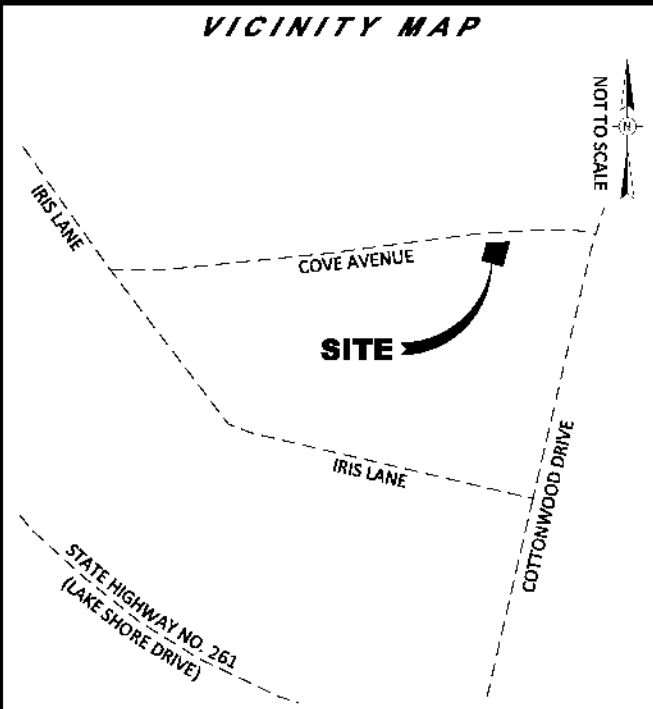 VICINITY MAP
NOT TO SCALE
N
IRIS LANE
COVE AVENUE
SITE
IRIS LANE
COTTONWOOD DRIVE
STATE HIGHWAY NO. 261
(LAKE SHORE DRIVE)